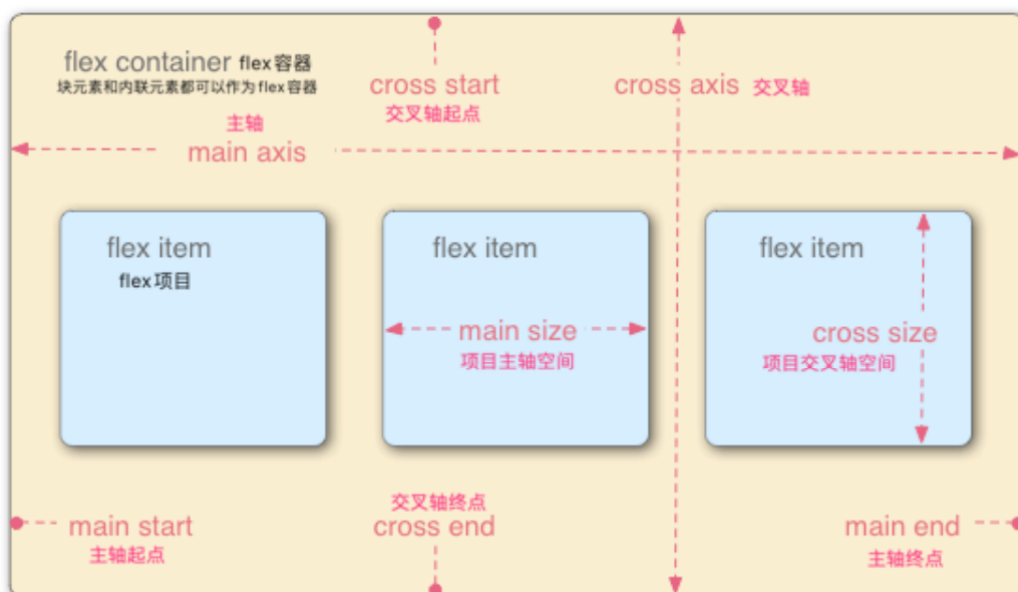 flex container flex容器
块元素和内联元素都可以作为flex容器
cross start
交叉轴起点
cross axis 交叉轴
主轴
main axis
flex item
flex项目
flex item
flex item
main size
项目主轴空间
cross size
项目交叉轴空间
main start
主轴起点
交叉轴终点
cross end
main end
主轴终点